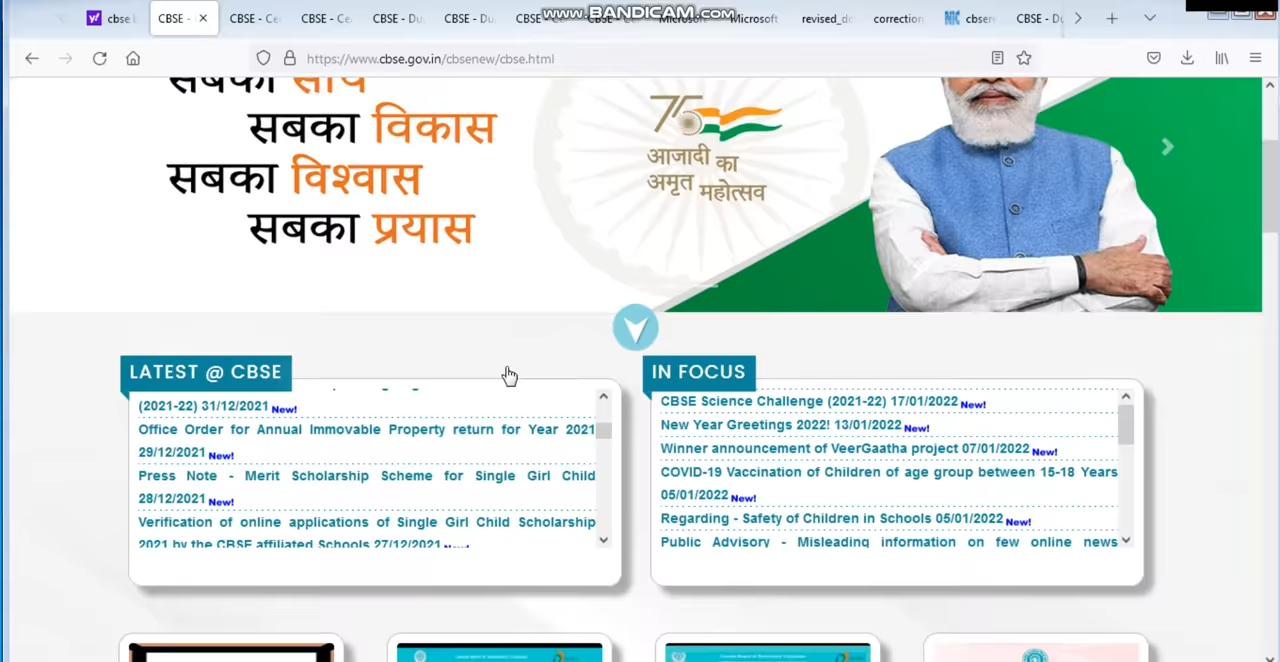 www.BANDICAM.com
cbse
CBSE -
CBSE - Ce
CBSE - Ce
CBSE - Du
CBSE - Du
CBSE - Ce
Microsoft
Microsoft
revised_do
correction
NIC
cbsen
CBSE - Du
https://www.cbse.gov.in/cbsenew/cbse.html
सबका साथ
सबका विकास
सबका विश्वास
सबका प्रयास
75
आज़ादी का
अमृत महोत्सव
LATEST @ CBSE
(2021-22) 31/12/2021 New!
Office Order for Annual Immovable Property return for Year 2021
29/12/2021 New!
Press Note - Merit Scholarship Scheme for Single Girl Child
28/12/2021 New!
Verification of online applications of Single Girl Child Scholarship
2021 by the CBSE affiliated Schools 27/12/2021 New!
IN FOCUS
CBSE Science Challenge (2021-22) 17/01/2022 New!
New Year Greetings 2022! 13/01/2022 New!
Winner announcement of VeerGaatha project 07/01/2022 New!
COVID-19 Vaccination of Children of age group between 15-18 Years
05/01/2022 New!
Regarding - Safety of Children in Schools 05/01/2022 New!
Public Advisory - Misleading information on few online news